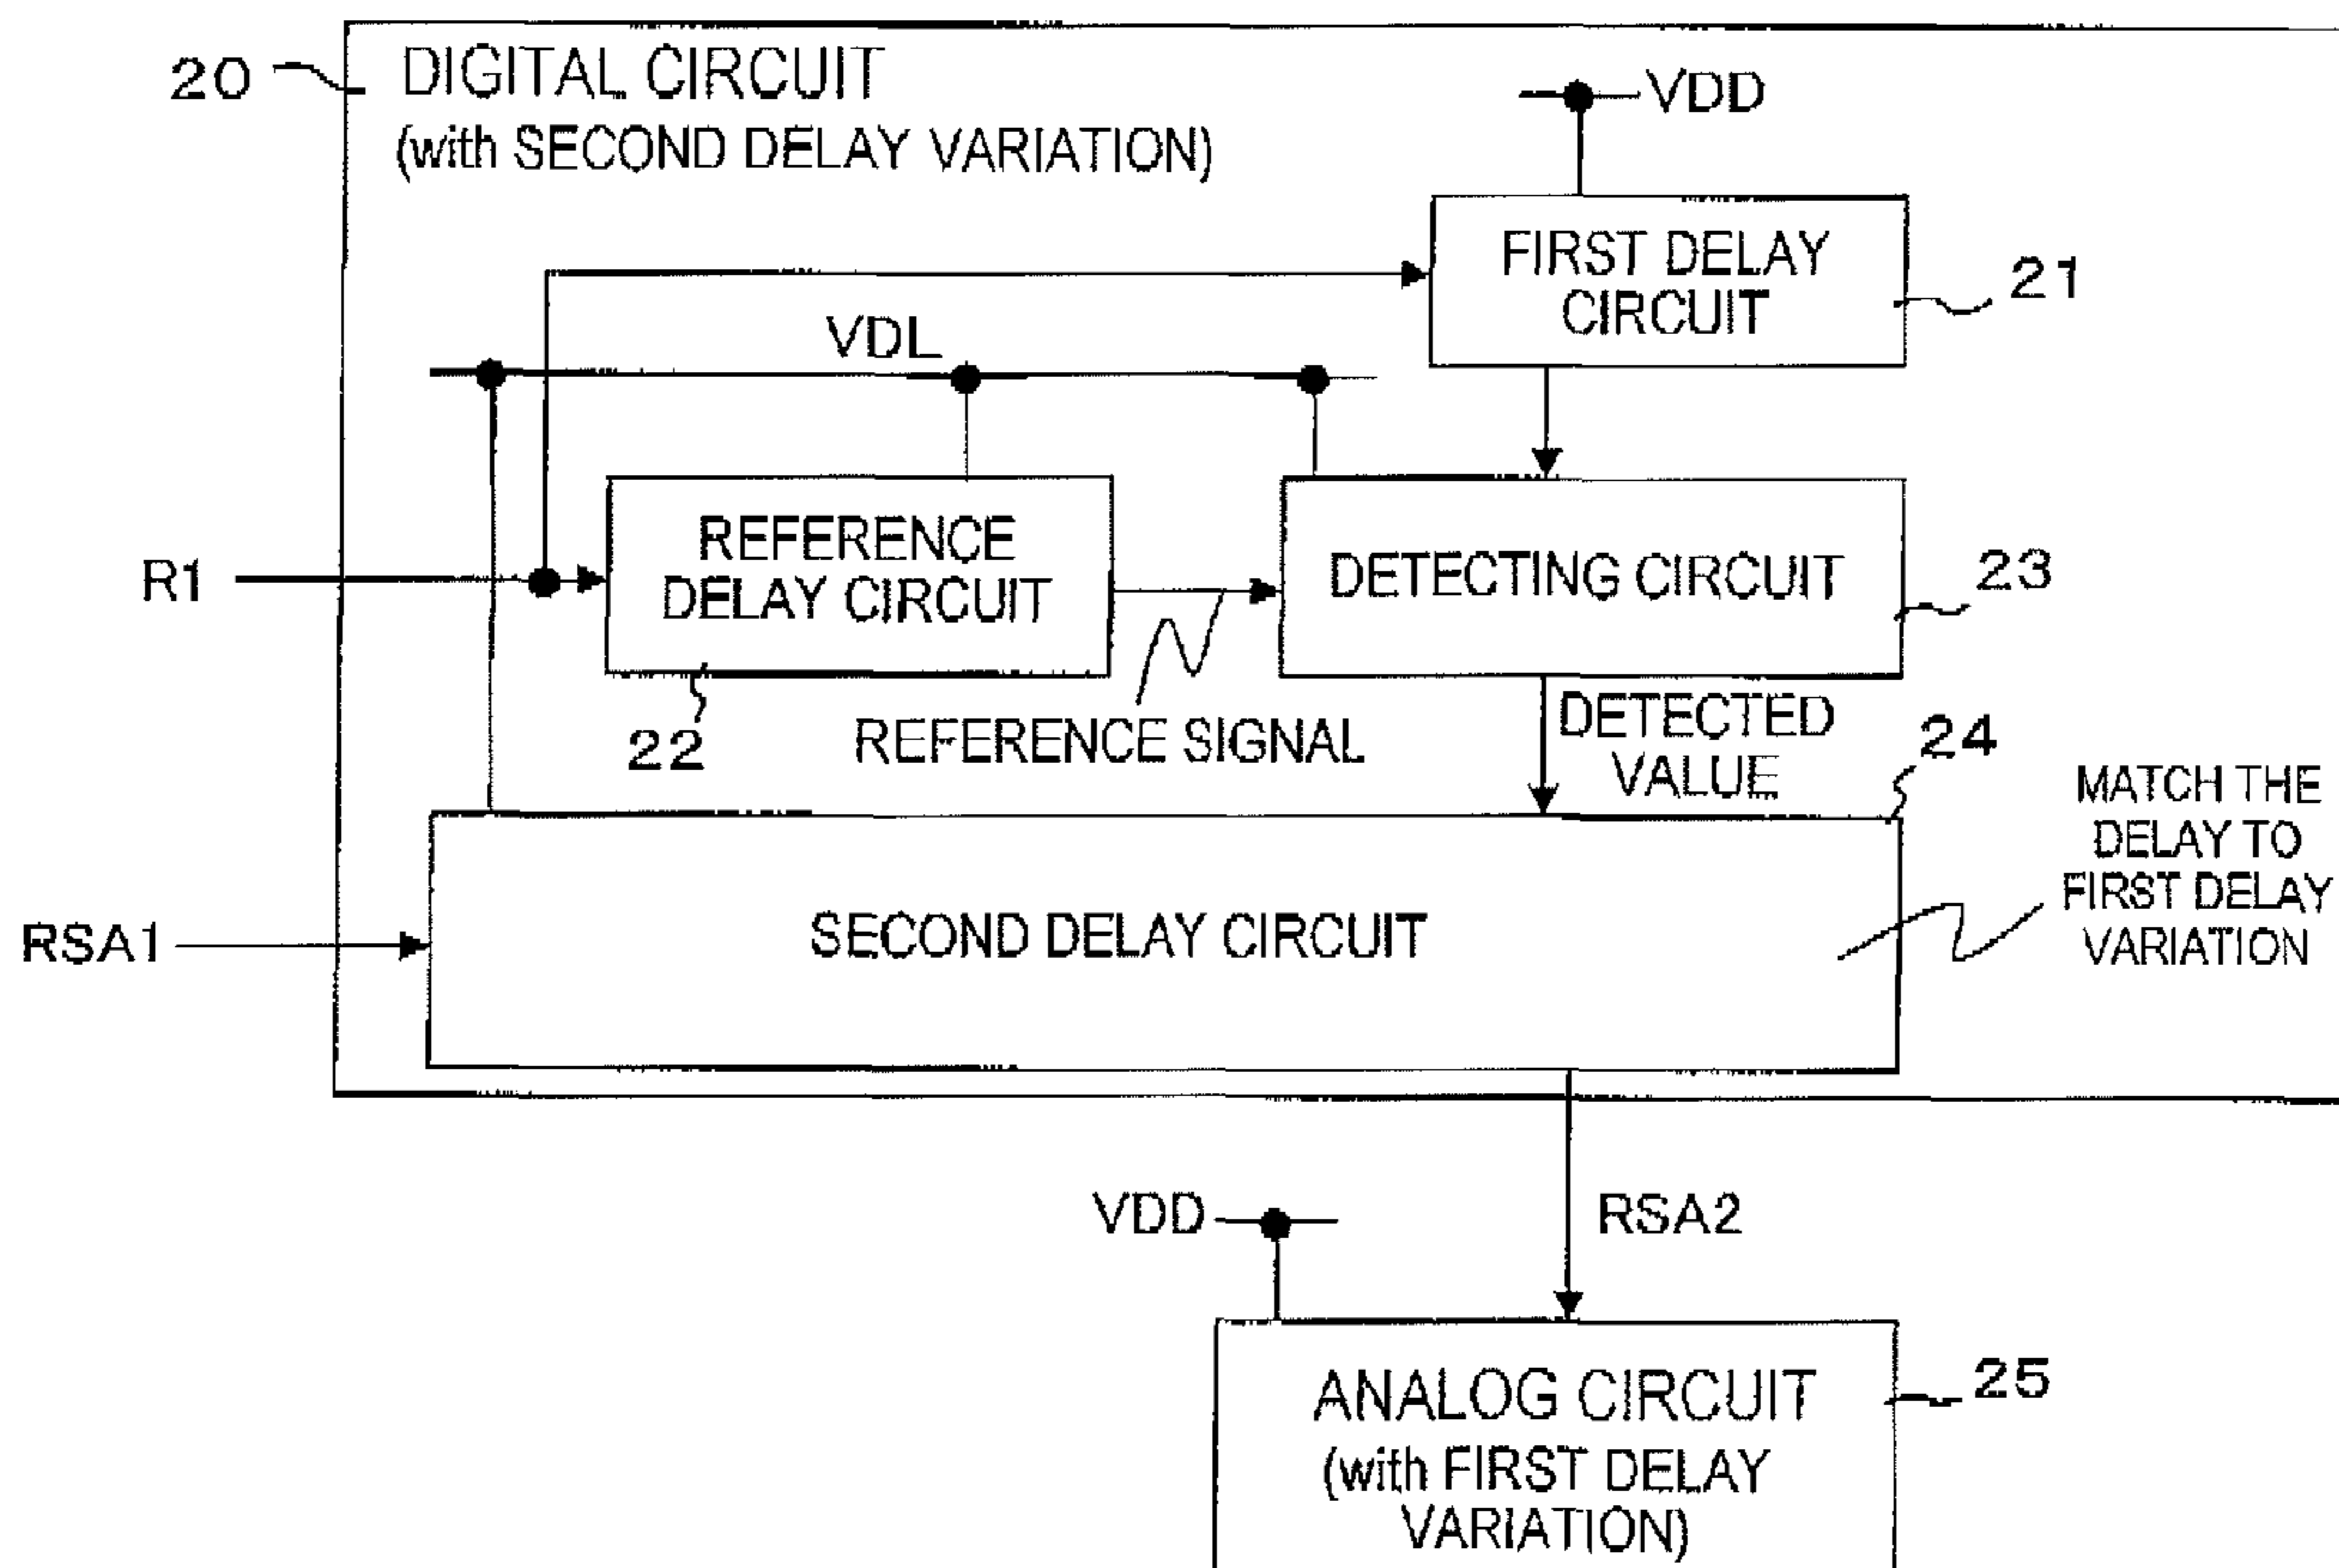 20
DIGITAL CIRCUIT
(with SECOND DELAY VARIATION)
VDD
FIRST DELAY
CIRCUIT
21
VDL
R1
REFERENCE
DELAY CIRCUIT
22
REFERENCE SIGNAL
DETECTING CIRCUIT
23
DETECTED
VALUE
24
MATCH THE
DELAY TO
FIRST DELAY
VARIATION
RSA1
SECOND DELAY CIRCUIT
VDD
RSA2
ANALOG CIRCUIT
(with FIRST DELAY
VARIATION)
25